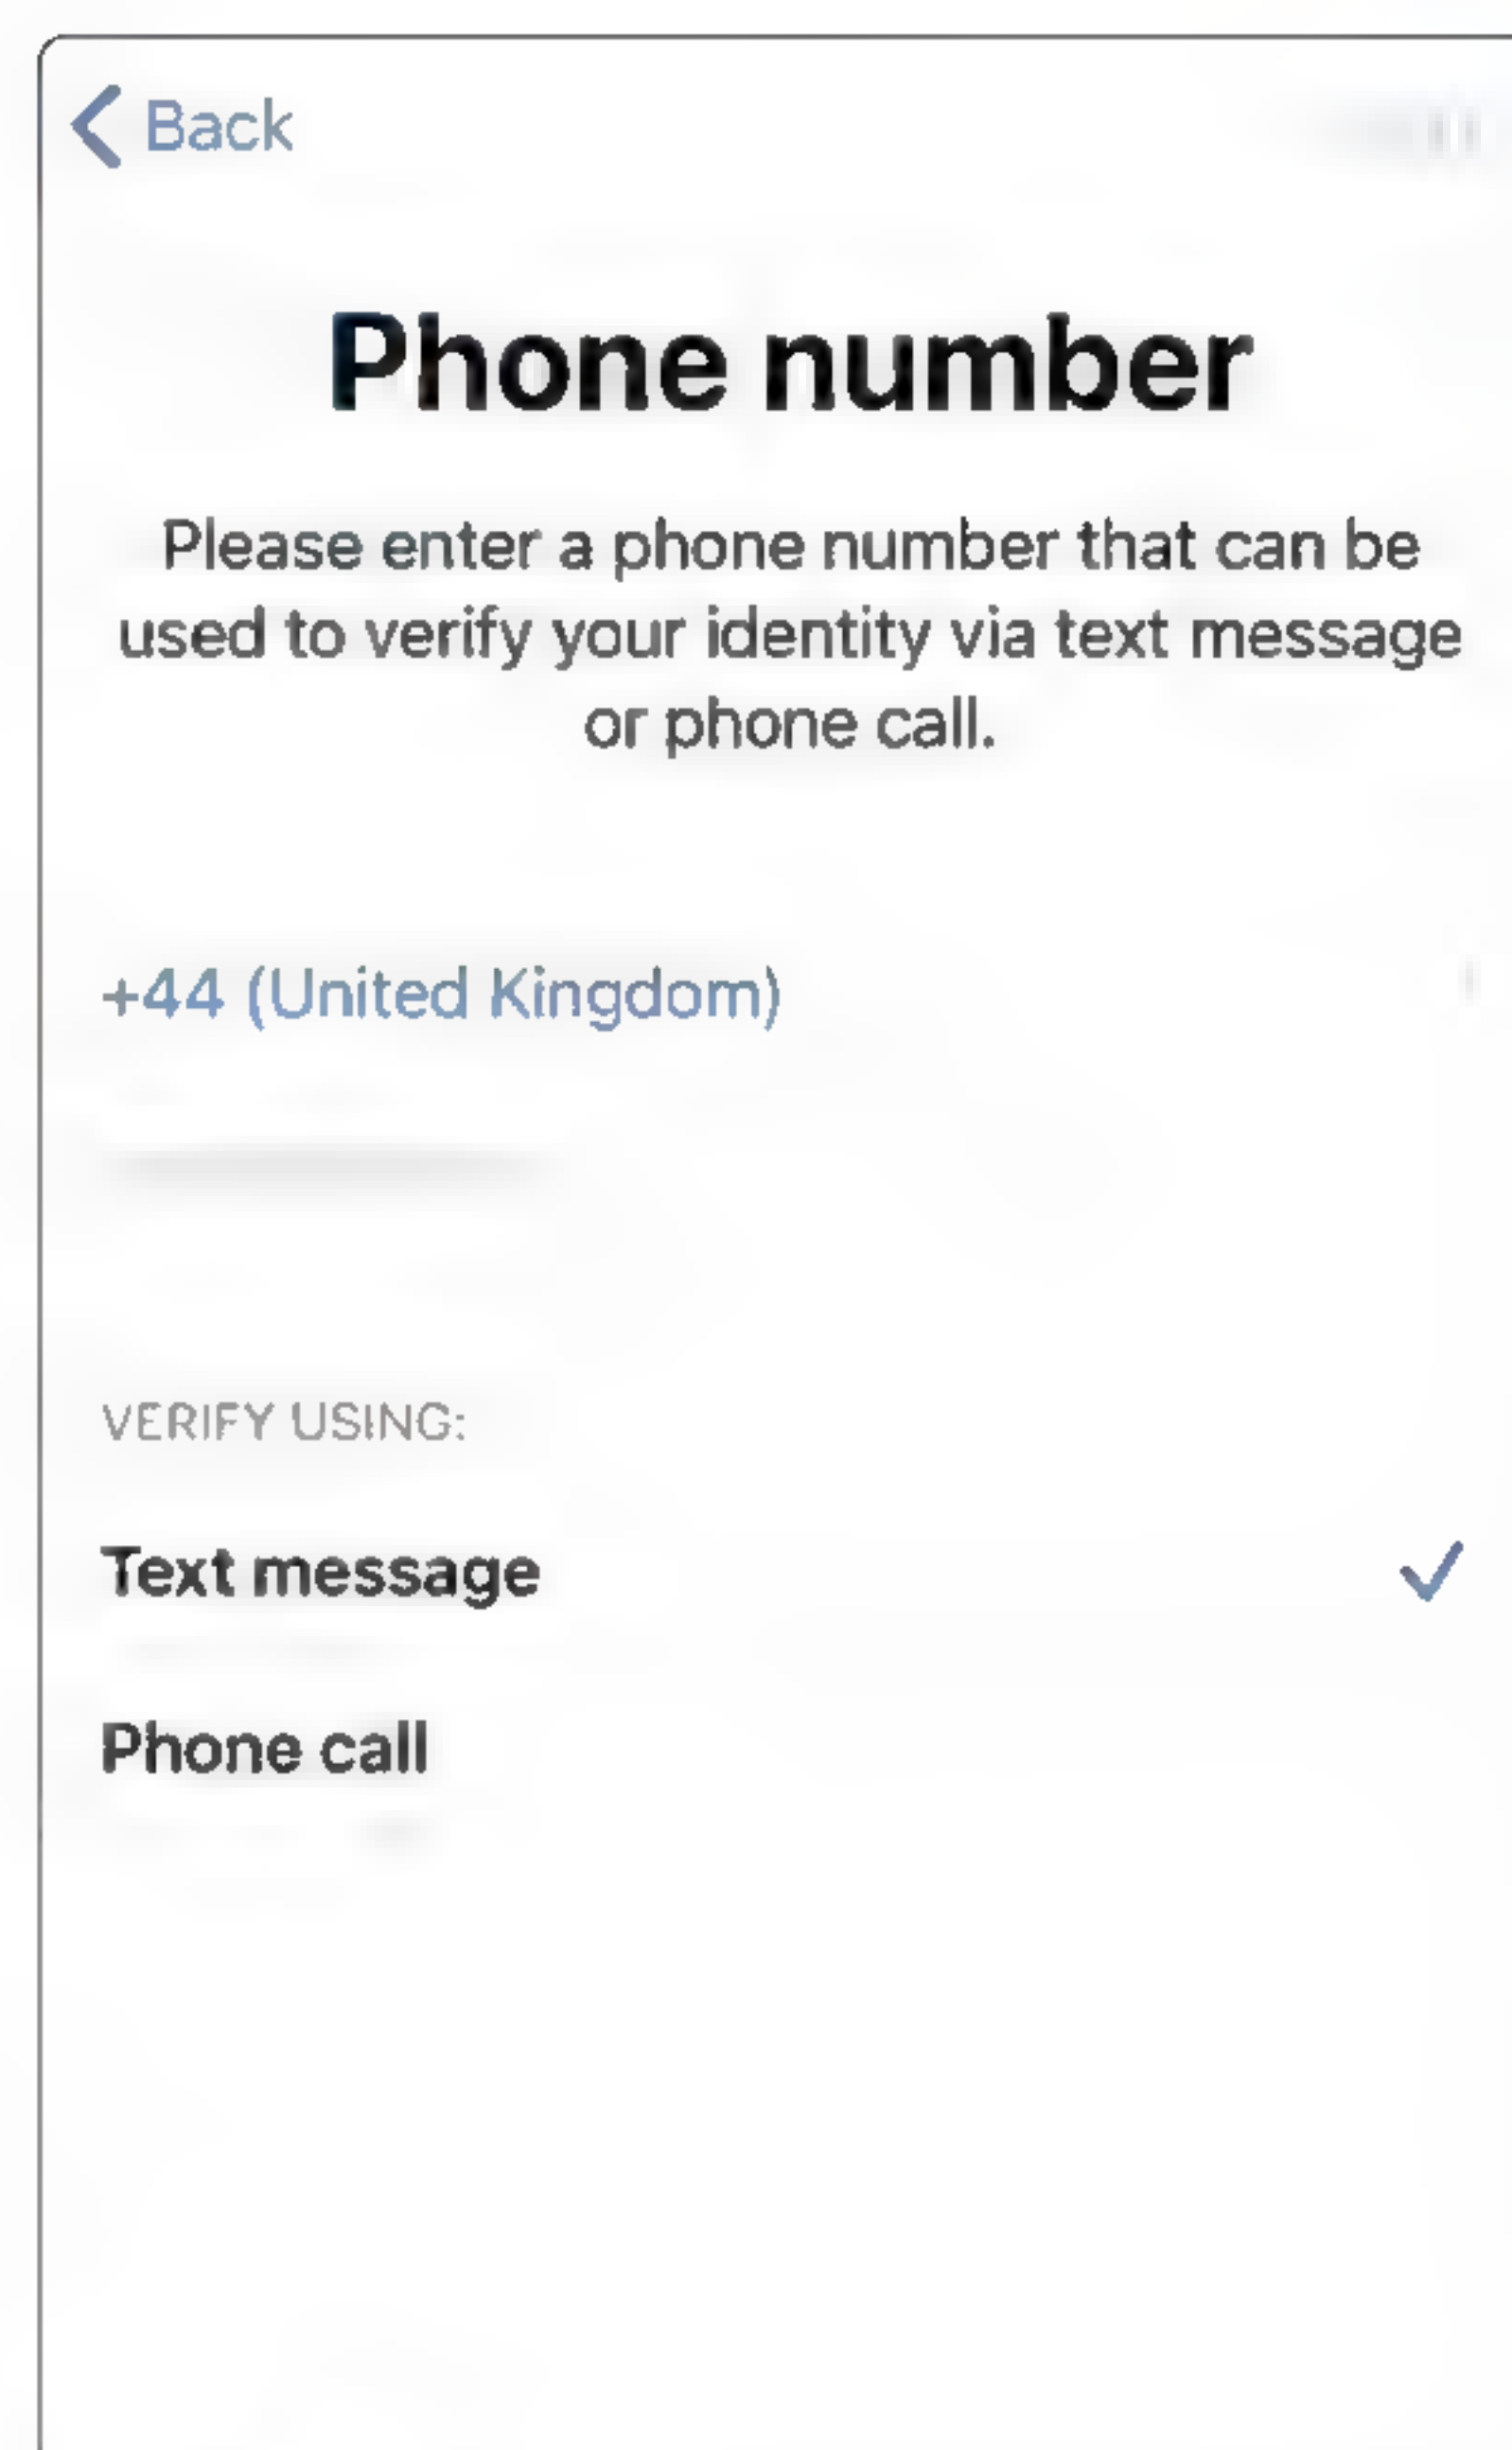 Back
Phone number
Please enter a phone number that can be
used to verify your identity via text message
or phone call.
+44 (United Kingdom)
VERIFY USING:
Text message
Phone call